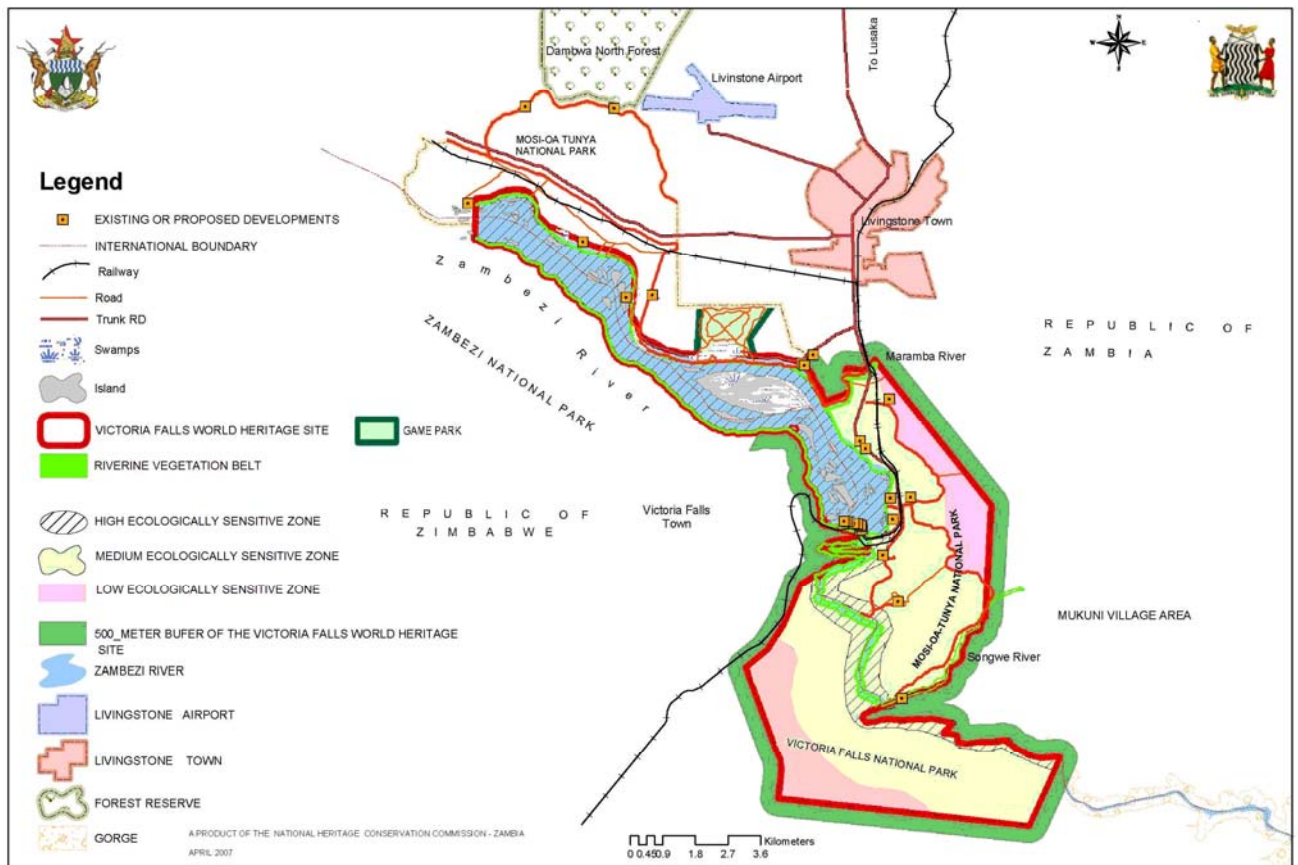 Dambwa North Forest
Livinstone Airport
To Lusaka
MOSI-OA TUNYA
NATIONAL PARK
Livingstone Town
Legend
EXISTING OR PROPOSED DEVELOPMENTS
INTERNATIONAL BOUNDARY
Railway
Road
Trunk RD
Swamps
Island
VICTORIA FALLS WORLD HERITAGE SITE
GAME PARK
RIVERINE VEGETATION BELT
HIGH ECOLOGICALLY SENSITIVE ZONE
MEDIUM ECOLOGICALLY SENSITIVE ZONE
LOW ECOLOGICALLY SENSITIVE ZONE
500_METER BUFER OF THE VICTORIA FALLS WORLD HERITAGE
SITE
ZAMBEZI RIVER
LIVINGSTONE AIRPORT
LIVINGSTONE TOWN
FOREST RESERVE
GORGE
A PRODUCT OF THE NATIONAL HERITAGE CONSERVATION COMMISSION - ZAMBIA
APRIL 2007
Zambezi River
ZAMBEZI NATIONAL PARK
REPUBLIC OF
ZAMBIA
Maramba River
REPUBLIC OF
ZIMBABWE
Victoria Falls
Town
MOSI-OA-TUNYA NATIONAL PARK
MUKUNI VILLAGE AREA
Songwe River
VICTORIA FALLS NATIONAL PARK
Kilometers
0 0.45 0.9 1.8 2.7 3.6